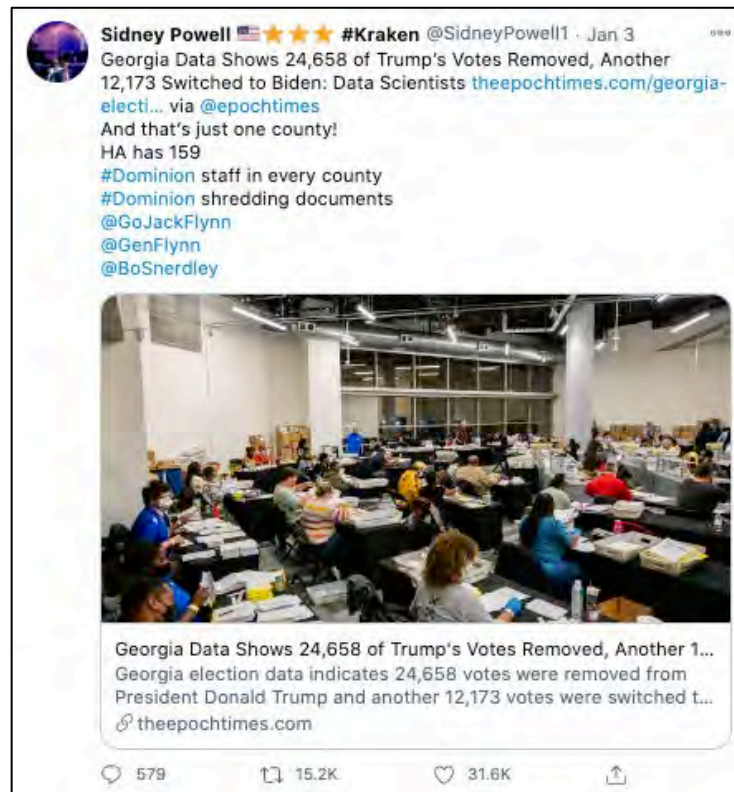 Sidney Powell 🇺🇸⭐⭐⭐ #Kraken @SidneyPowell1 · Jan 3
Georgia Data Shows 24,658 of Trump's Votes Removed, Another
12,173 Switched to Biden: Data Scientists theepochtimes.com/georgia-
electi... via @epochtimes
And that's just one county!
HA has 159
#Dominion staff in every county
#Dominion shredding documents
@GoJackFlynn
@GenFlynn
@BoSnerdley
Georgia Data Shows 24,658 of Trump's Votes Removed, Another 1...
Georgia election data indicates 24,658 votes were removed from
President Donald Trump and another 12,173 votes were switched t...
theepochtimes.com
579 15.2K 31.6K